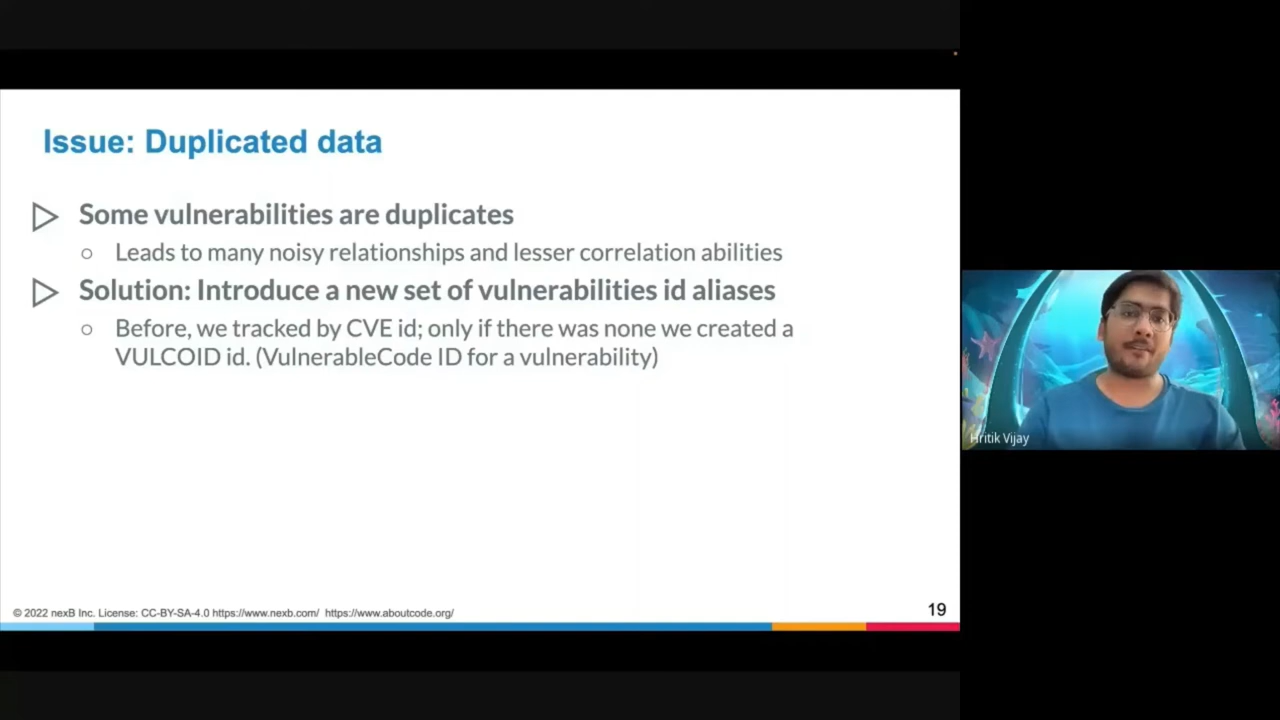 Issue: Duplicated data
Some vulnerabilities are duplicates
Leads to many noisy relationships and lesser correlation abilities
Solution: Introduce a new set of vulnerabilities id aliases
Before, we tracked by CVE id; only if there was none we created a
VULCOID id. (VulnerableCode ID for a vulnerability)
Hritik Vijay
© 2022 nexB Inc. License: CC-BY-SA-4.0 https://www.nexb.com/ https://www.aboutcode.org/
19